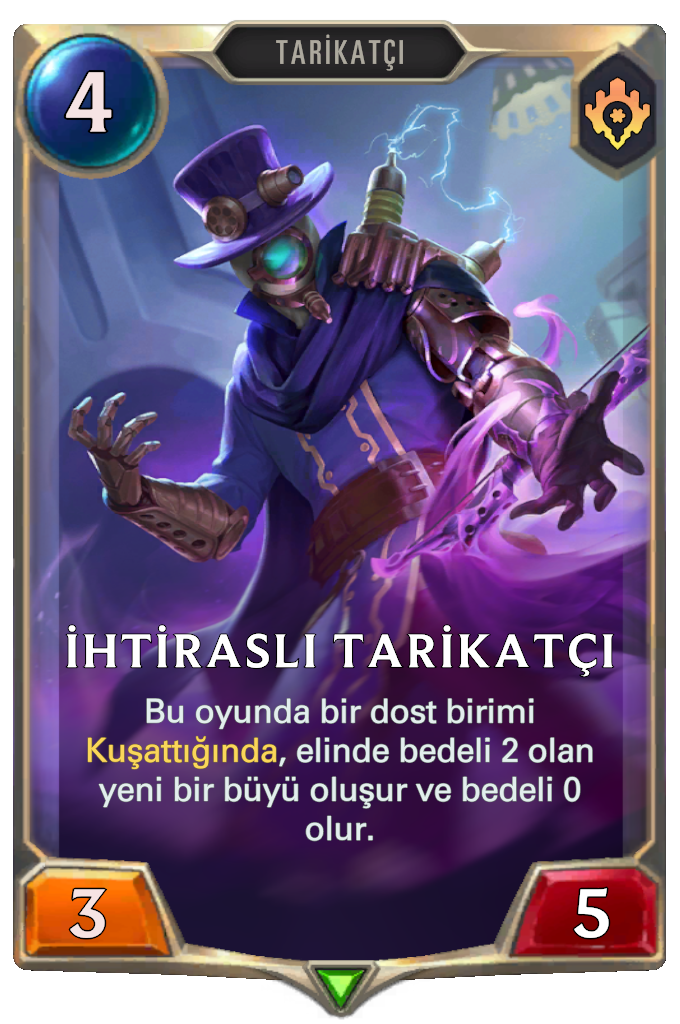 TARİKATÇI
4
İHTİRASLI TARİKATÇI
Bu oyunda bir dost birimi
Kuşattığında, elinde bedeli 2 olan
yeni bir büyü oluşur ve bedeli 0
olur.
3
5